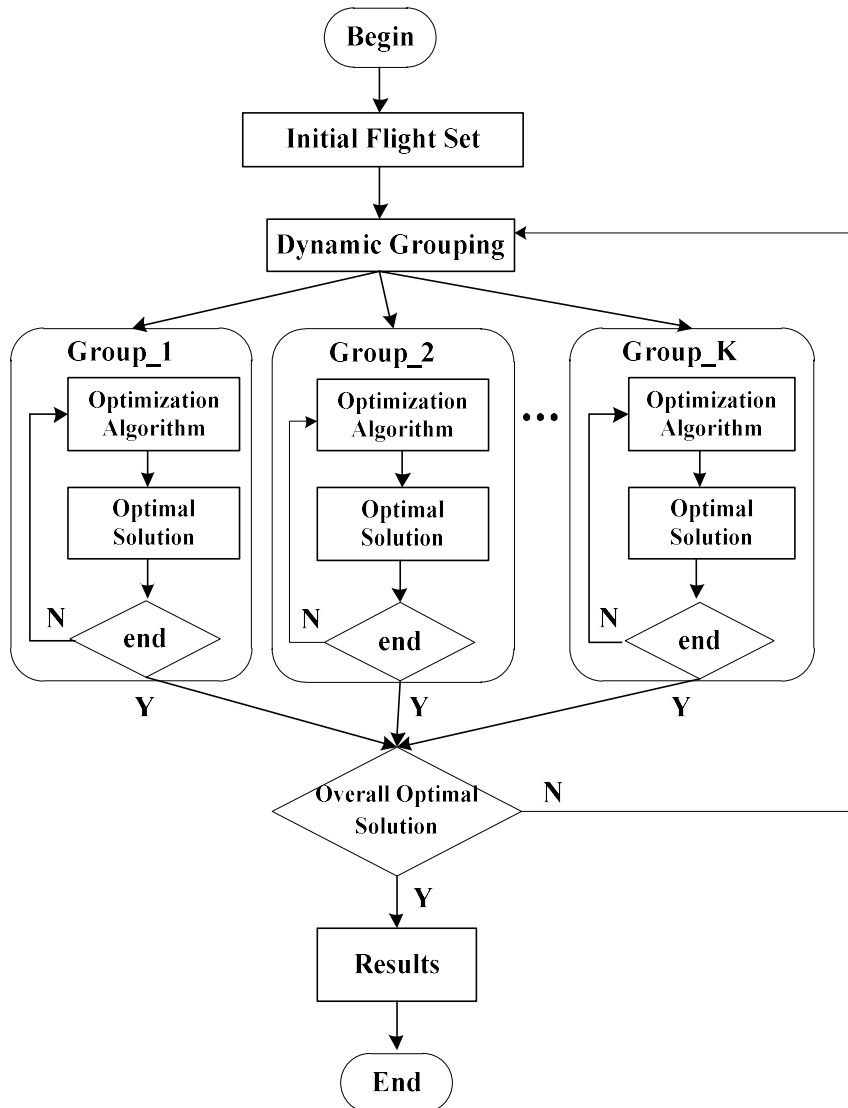 Begin
Initial Flight Set
Dynamic Grouping
Group_1
Optimization
Algorithm
Optimal
Solution
N
end
Y
Group_2
Optimization
Algorithm
Optimal
Solution
N
end
Y
...
Group_K
Optimization
Algorithm
Optimal
Solution
N
end
Y
Overall Optimal
Solution
N
Y
Results
End